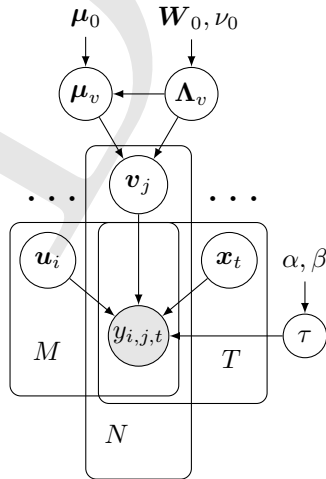 μ₀ W₀, ν₀
μᵥ Λᵥ
vⱼ
. . . . . .
uᵢ xₜ
α, β
yᵢ,ⱼ,ₜ τ
M T
N